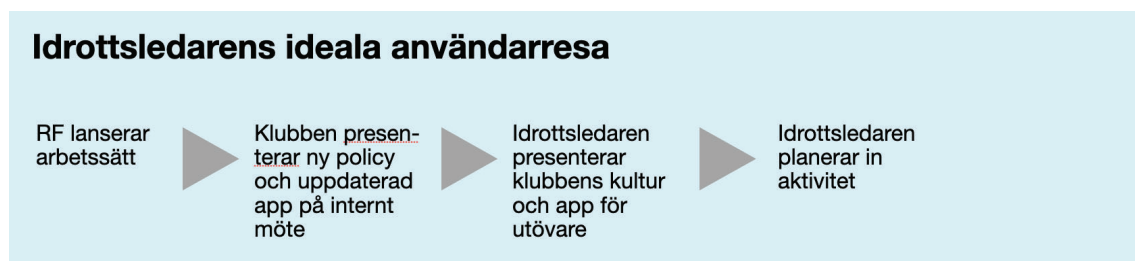 Idrottsledarens ideala användarresa
RF lanserar
arbetssätt
Klubben presen-
terar ny policy
och uppdaterad
app på internt
möte
Idrottsledaren
presenterar
klubbens kultur
och app för
utövare
Idrottsledaren
planerar in
aktivitet